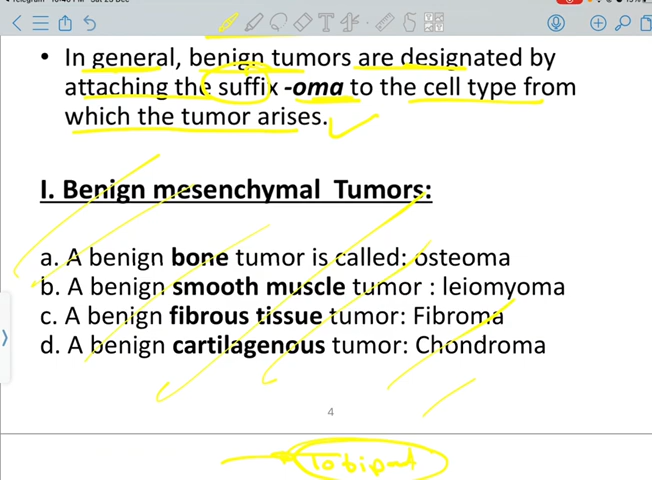 • In general, benign tumors are designated by
attaching the suffix -oma to the cell type from
which the tumor arises.
I. Benign mesenchymal Tumors:
a. A benign bone tumor is called: osteoma
b. A benign smooth muscle tumor : leiomyoma
c. A benign fibrous tissue tumor: Fibroma
d. A benign cartilagenous tumor: Chondroma
4